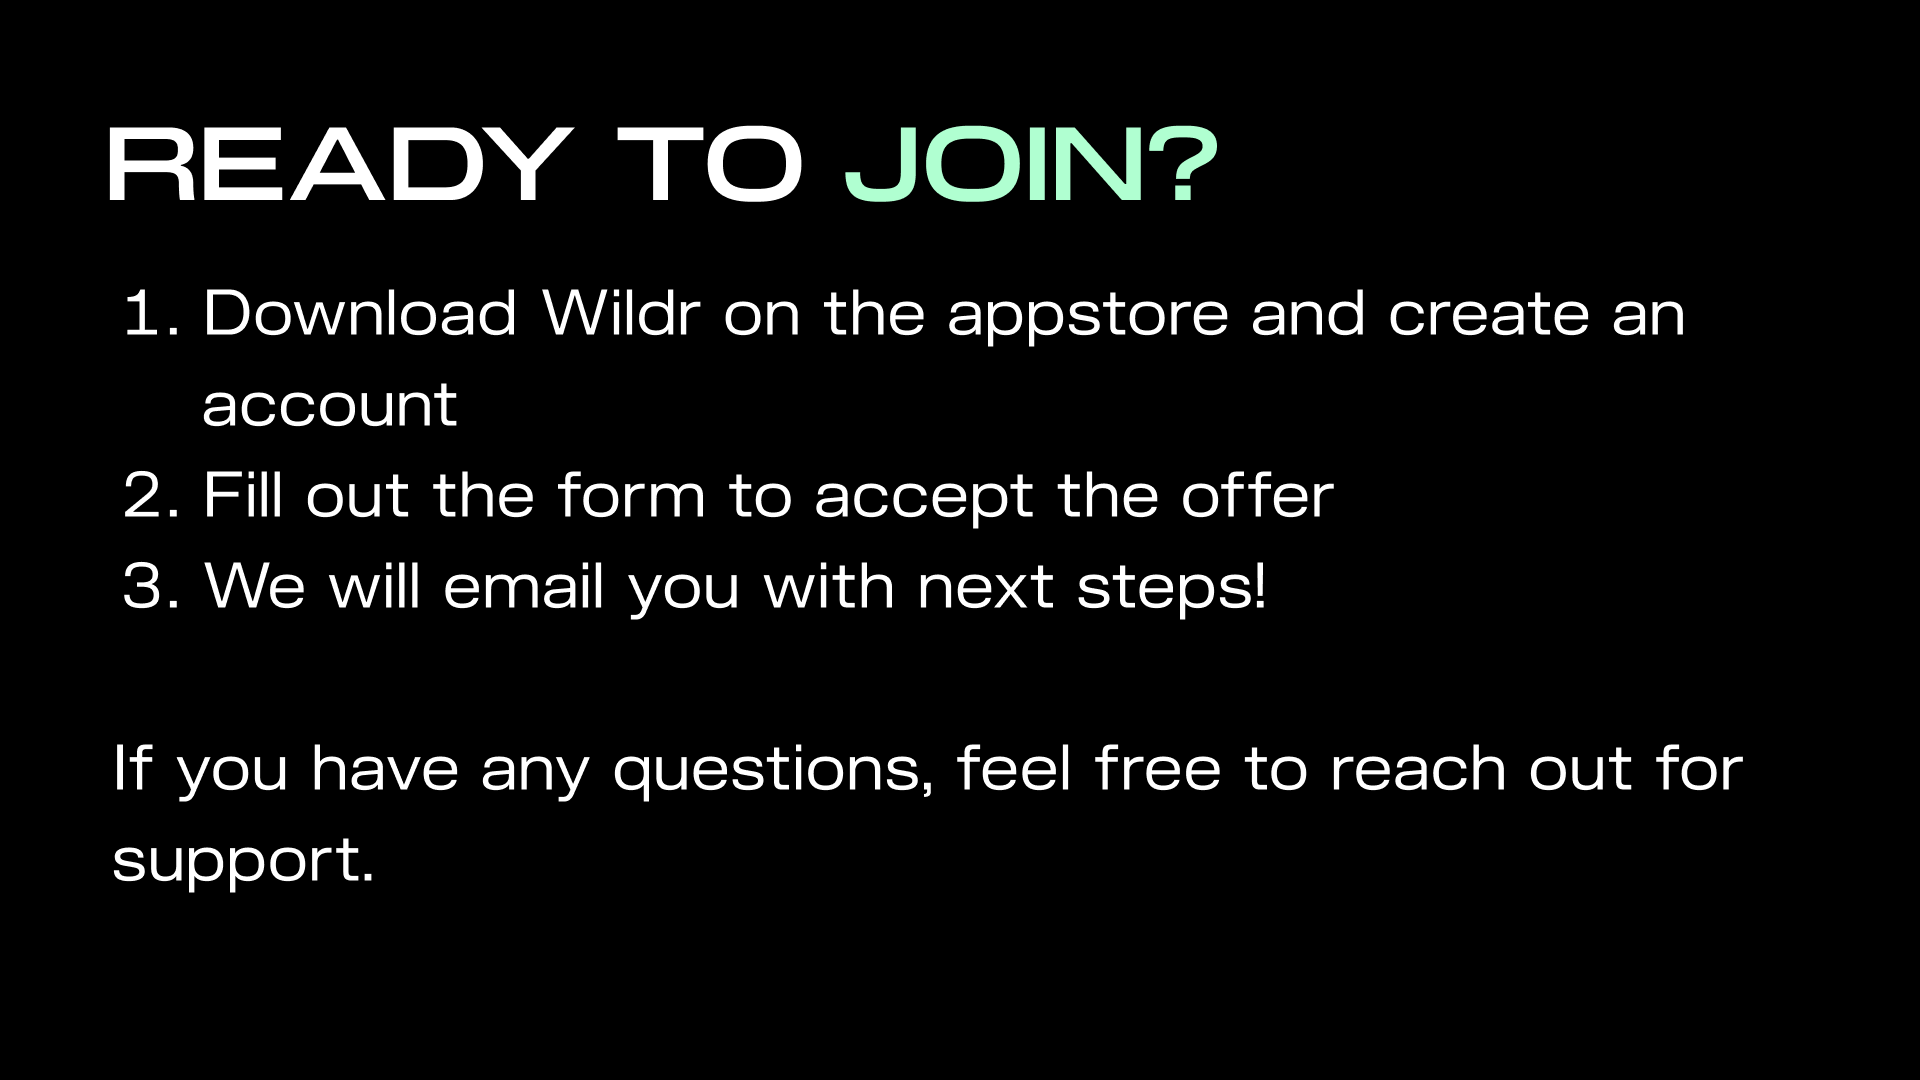 READY TO JOIN?
1. Download Wildr on the appstore and create an
account
2. Fill out the form to accept the offer
3. We will email you with next steps!
If you have any questions, feel free to reach out for
support.